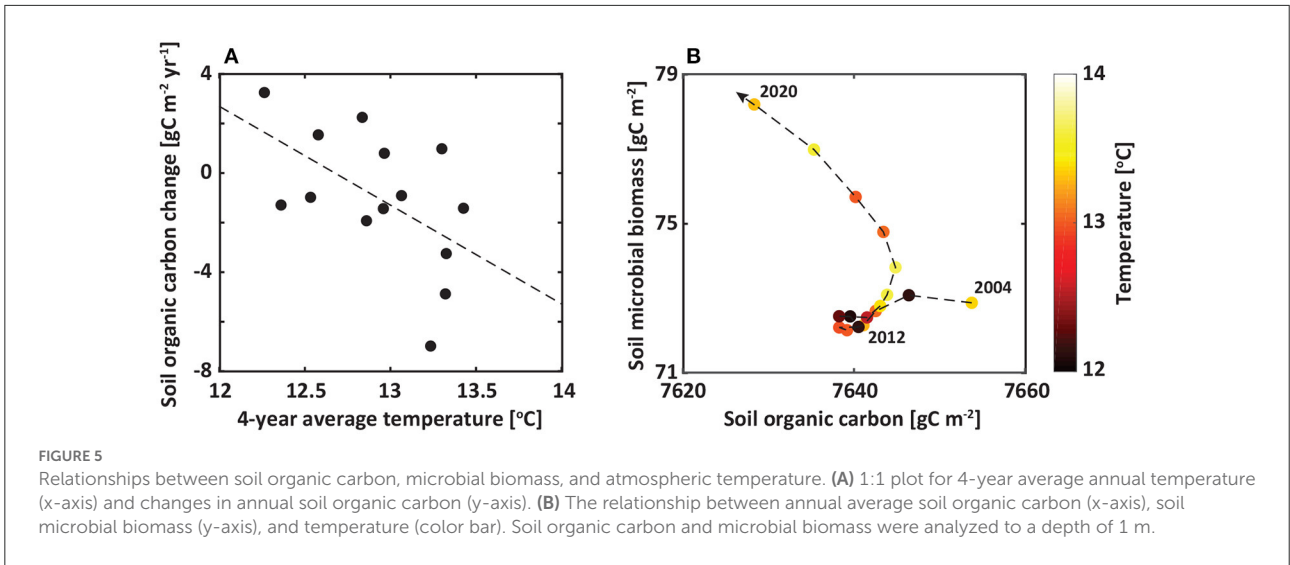 A
B
Soil organic carbon change [gC m-2 yr-1]
4
0
-4
-8
12
12.5
13
13.5
14
4-year average temperature [oC]
Soil microbial biomass [gC m-2]
79
75
71
2020
2004
2012
7620
7640
7660
Soil organic carbon [gC m-2]
14
13
12
Temperature [oC]
FIGURE 5
Relationships between soil organic carbon, microbial biomass, and atmospheric temperature. (A) 1:1 plot for 4-year average annual temperature
(x-axis) and changes in annual soil organic carbon (y-axis). (B) The relationship between annual average soil organic carbon (x-axis), soil
microbial biomass (y-axis), and temperature (color bar). Soil organic carbon and microbial biomass were analyzed to a depth of 1 m.